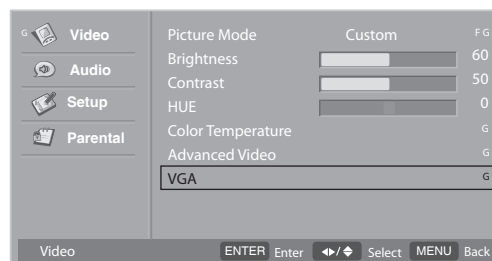 G Video
Audio
Setup
Parental
Picture Mode Custom F G
Brightness 60
Contrast 50
HUE 0
Color Temperature G
Advanced Video G
VGA G
Video ENTER Enter / Select MENU Back